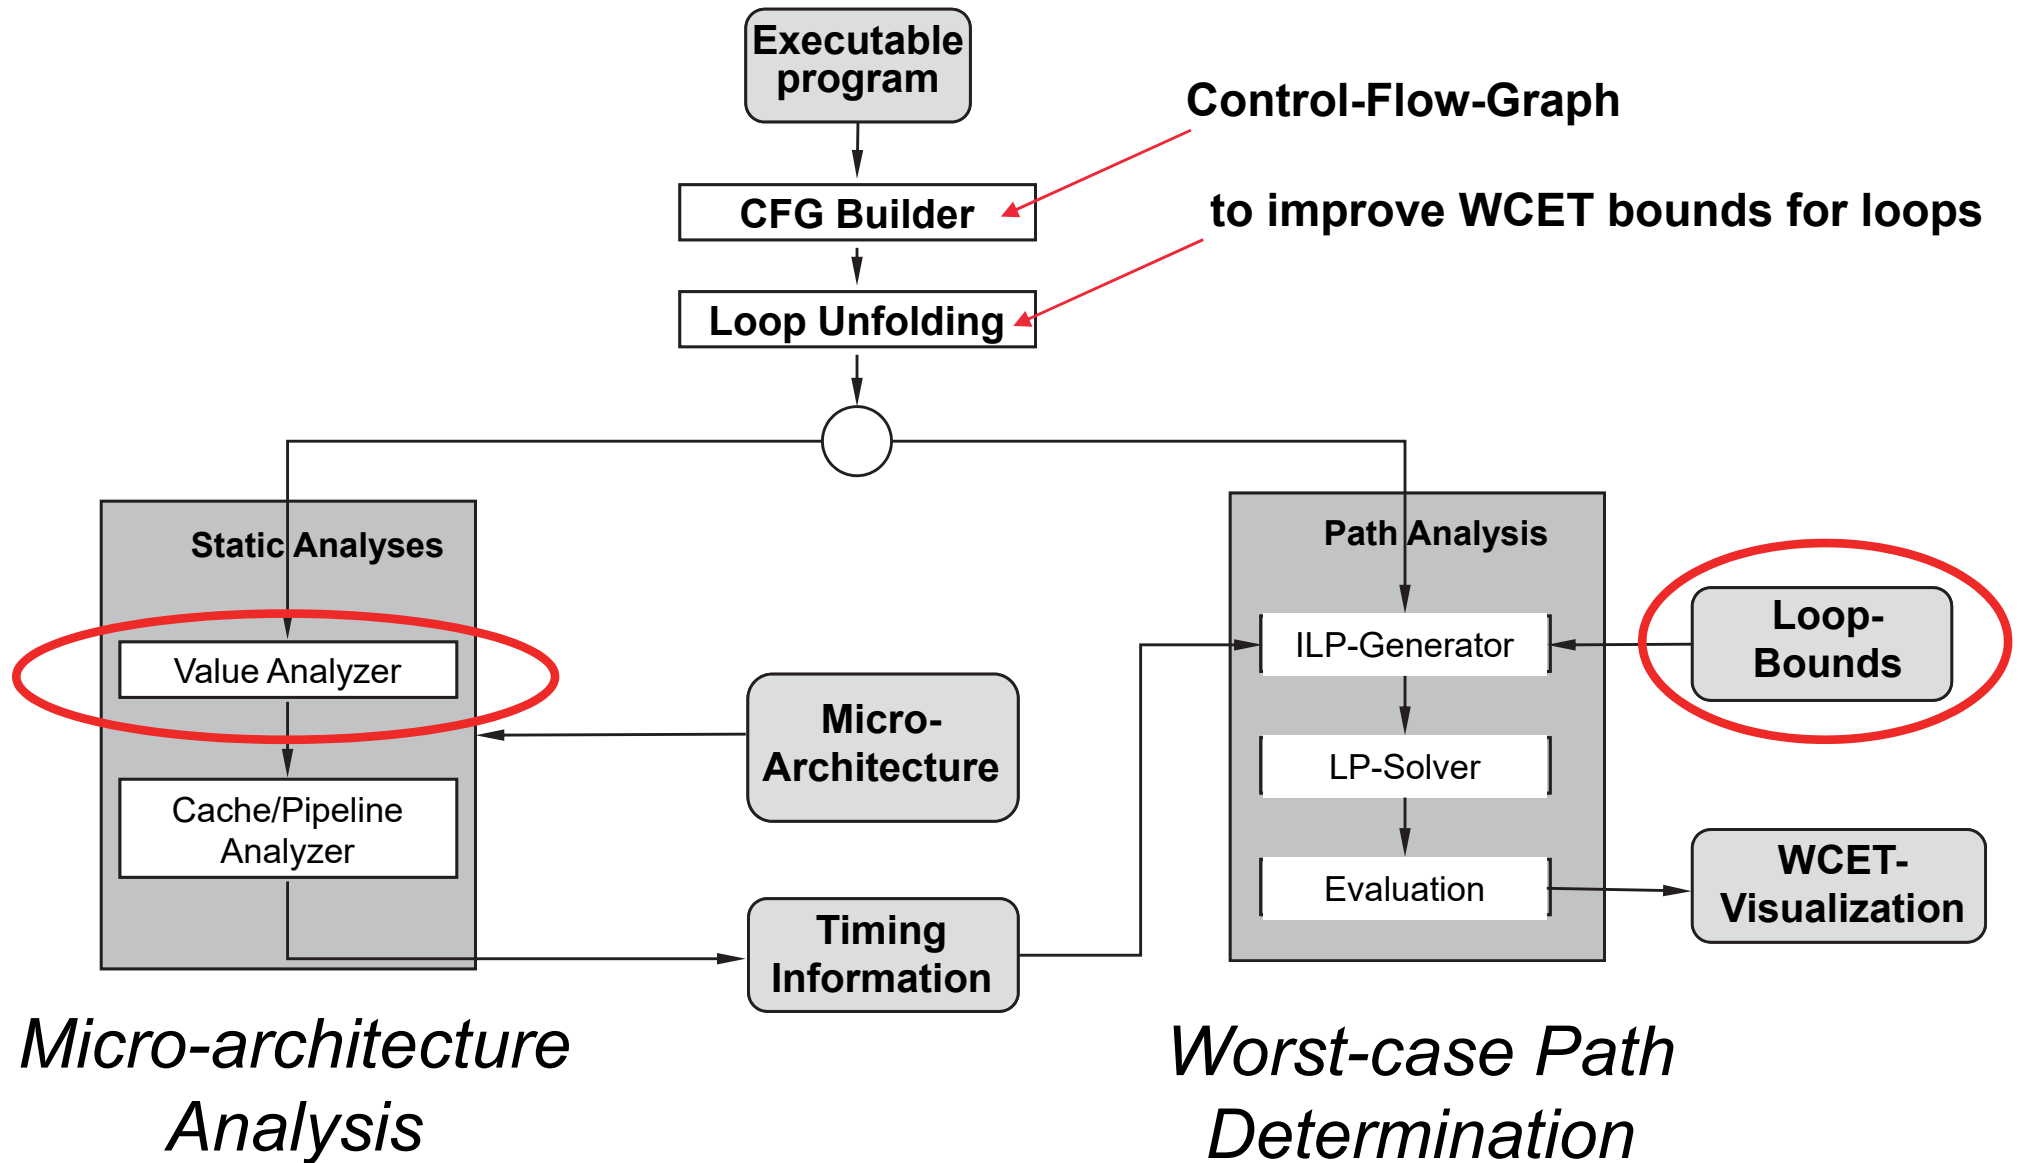 Executable
program
Control-Flow-Graph
CFG Builder
to improve WCET bounds for loops
Loop Unfolding
Static Analyses
Value Analyzer
Cache/Pipeline
Analyzer
Micro-
Architecture
Timing
Information
Path Analysis
ILP-Generator
LP-Solver
Evaluation
Loop-
Bounds
WCET-
Visualization
Micro-architecture
Analysis
Worst-case Path
Determination